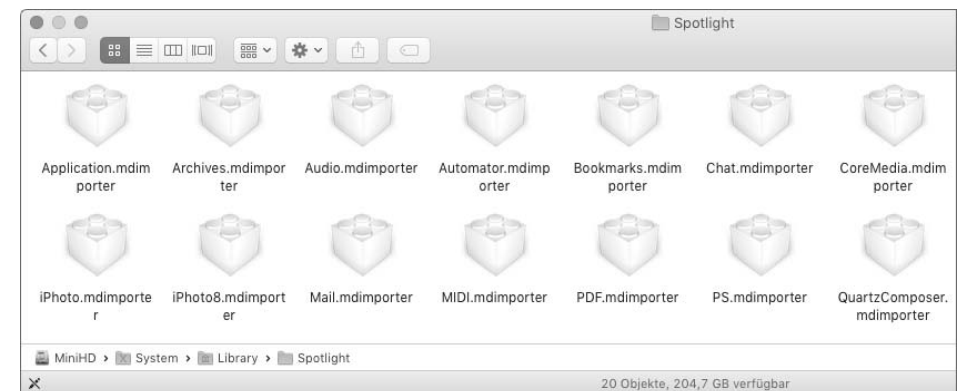 Spotlight
Application.mdim Archives.mdimpor Audio.mdimporter Automator.mdimp Bookmarks.mdim Chat.mdimporter CoreMedia.mdim
porter ter orter porter porter
iPhoto.mdimporte iPhoto8.mdimport Mail.mdimporter MIDI.mdimporter PDF.mdimporter PS.mdimporter QuartzComposer.
r er mdimporter
MiniHD › System › Library › Spotlight
20 Objekte, 204,7 GB verfügbar